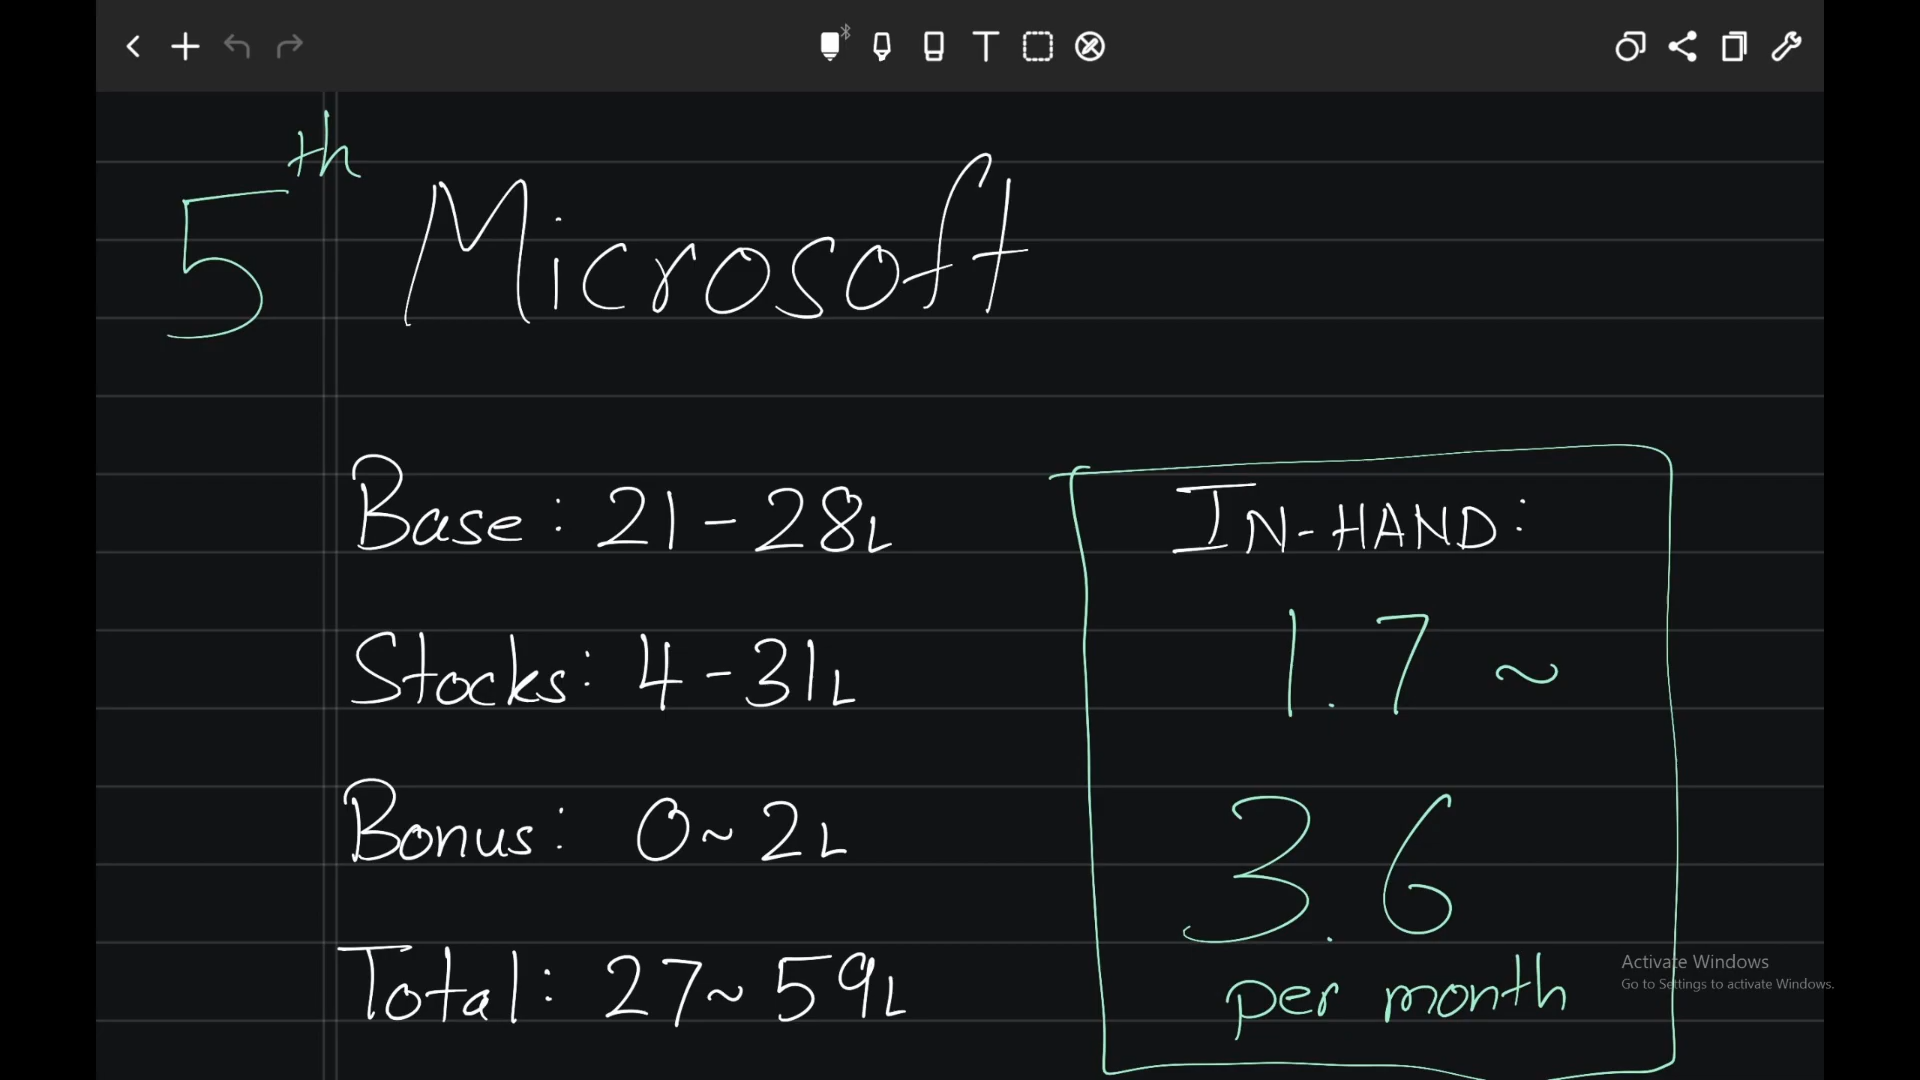 5th Microsoft
Base: 21-28L
IN-HAND:
Stocks: 4-31L
1.7 ~
Bonus: 0~2L
3.6
Total: 27~59L
per month
Activate Windows
Go to Settings to activate Windows.